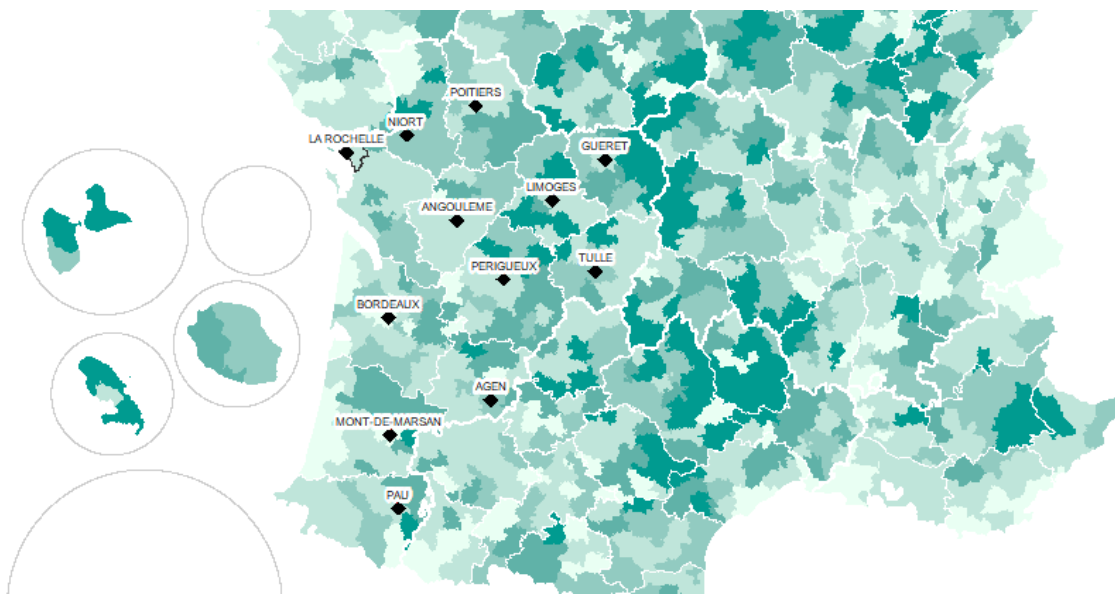 POITIERS
NIORT
LA ROCHELLE
GUERET
LIMOGES
ANGOULEME
TULLE
PERIGUEUX
BORDEAUX
AGEN
MONT-DE-MARSAN
PAU